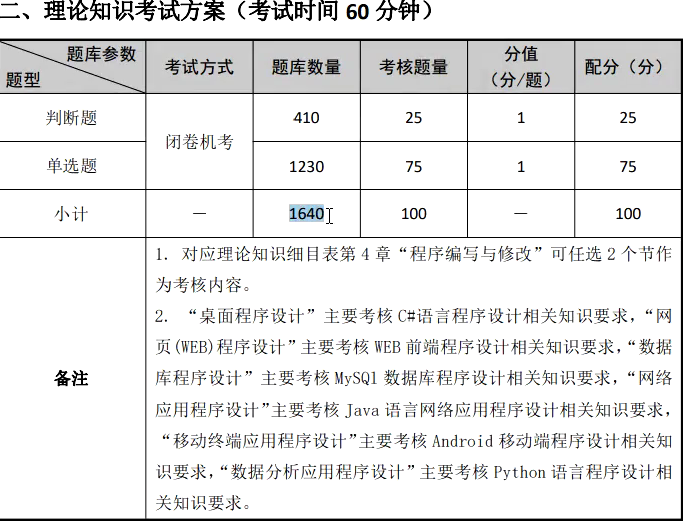 二、理论知识考试方案（考试时间 60 分钟）
题库参数
题型
考试方式
题库数量
考核题量
分值
（分/题）
配分（分）
判断题
闭卷机考
410
25
1
25
单选题
1230
75
1
75
小计
—
1640
100
—
100
备注
1. 对应理论知识细目表第 4 章“程序编写与修改”可任选 2 个节作
为考核内容。
2. “桌面程序设计”主要考核 C#语言程序设计相关知识要求，“网
页(WEB)程序设计”主要考核 WEB 前端程序设计相关知识要求，“数据
库程序设计”主要考核 MySQl 数据库程序设计相关知识要求，“网络
应用程序设计”主要考核 Java 语言网络应用程序设计相关知识要求，
“移动终端应用程序设计”主要考核 Android 移动端程序设计相关知
识要求，“数据分析应用程序设计”主要考核 Python 语言程序设计相
关知识要求。